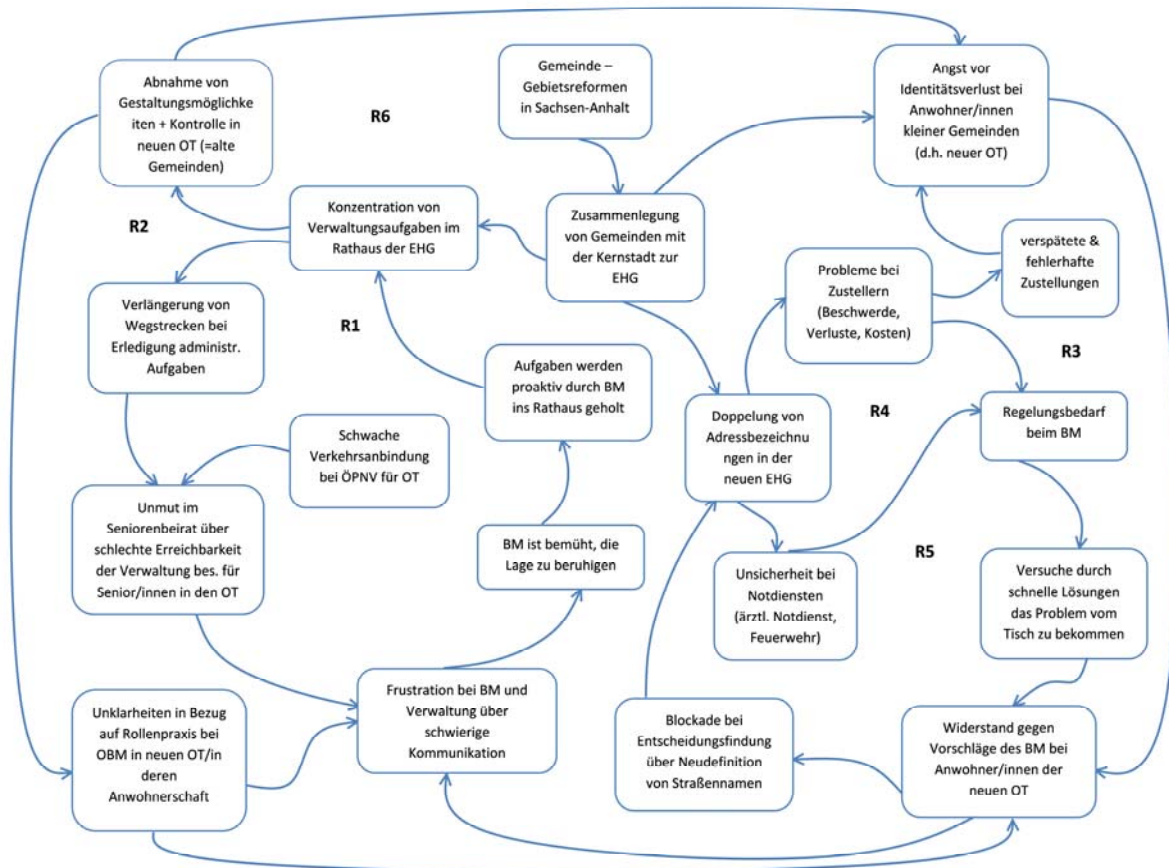 Abnahme von
Gestaltungsmöglichke
iten + Kontrolle in
neuen OT (=alte
Gemeinden)
R6
Gemeinde –
Gebietsreformen
in Sachsen-Anhalt
Angst vor
Identitätsverlust bei
Anwohner/innen
kleiner Gemeinden
(d.h. neuer OT)
R2
Konzentration von
Verwaltungsaufgaben im
Rathaus der EHG
Zusammenlegung
von Gemeinden mit
der Kernstadt zur
EHG
Probleme bei
Zustellern
(Beschwerde,
Verluste, Kosten)
verspätete &
fehlerhafte
Zustellungen
Verlängerung von
Wegstrecken bei
Erledigung administr.
Aufgaben
R1
Aufgaben werden
proaktiv durch BM
ins Rathaus geholt
R3
R4
Doppelung von
Adressbezeichnu
ngen in der
neuen EHG
Regelungsbedarf
beim BM
Schwache
Verkehrsanbindung
bei ÖPNV für OT
Unmut im
Seniorenbeirat über
schlechte Erreichbarkeit
der Verwaltung bes. für
Senior/innen in den OT
BM ist bemüht, die
Lage zu beruhigen
R5
Unsicherheit bei
Notdiensten
(ärztl. Notdienst,
Feuerwehr)
Versuche durch
schnelle Lösungen
das Problem vom
Tisch zu bekommen
Unklarheiten in Bezug
auf Rollenpraxis bei
OBM in neuen OT/in
deren
Anwohnerschaft
Frustration bei BM und
Verwaltung über
schwierige
Kommunikation
Blockade bei
Entscheidungsfindung
über Neudefinition
von Straßennamen
Widerstand gegen
Vorschläge des BM bei
Anwohner/innen der
neuen OT